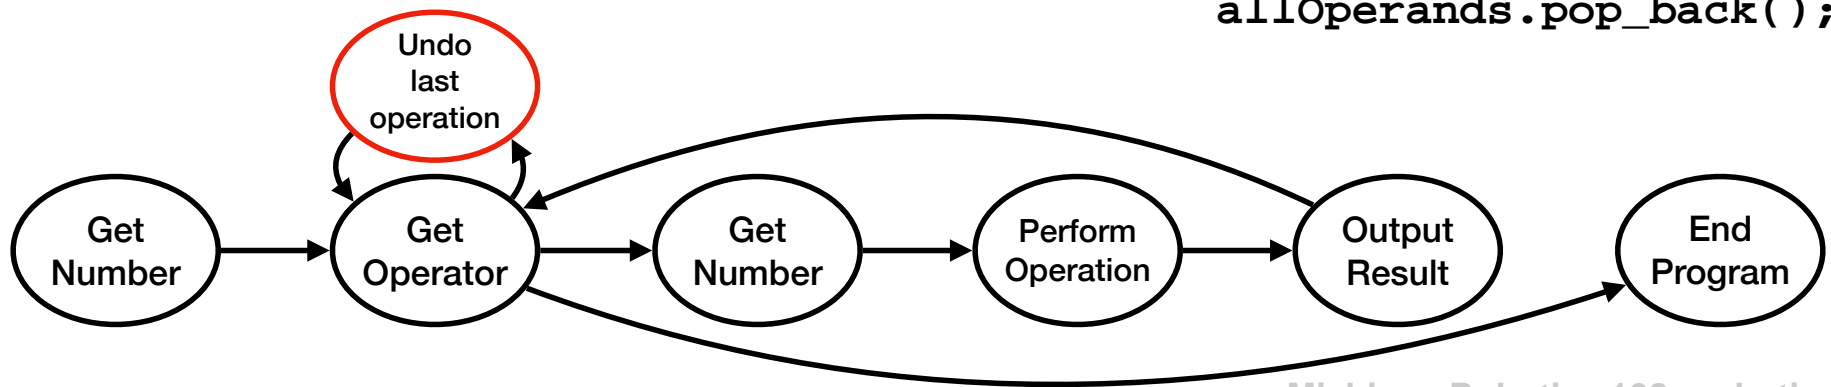 allOperands.pop_back();
Undo
last
operation
Get
Number
Get
Operator
Get
Number
Perform
Operation
Output
Result
End
Program